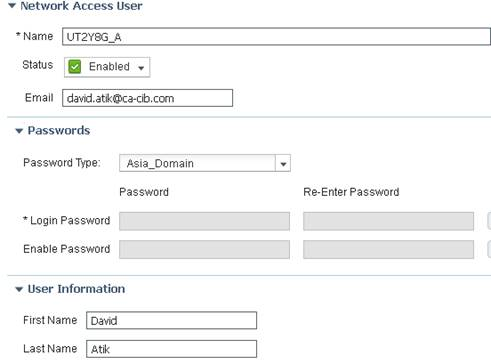 Network Access User
* Name UT2Y8G_A
Status Enabled
Email david.atik@ca-cib.com
Passwords
Password Type: Asia_Domain
Password Re-Enter Password
* Login Password
Enable Password
User Information
First Name David
Last Name Atik